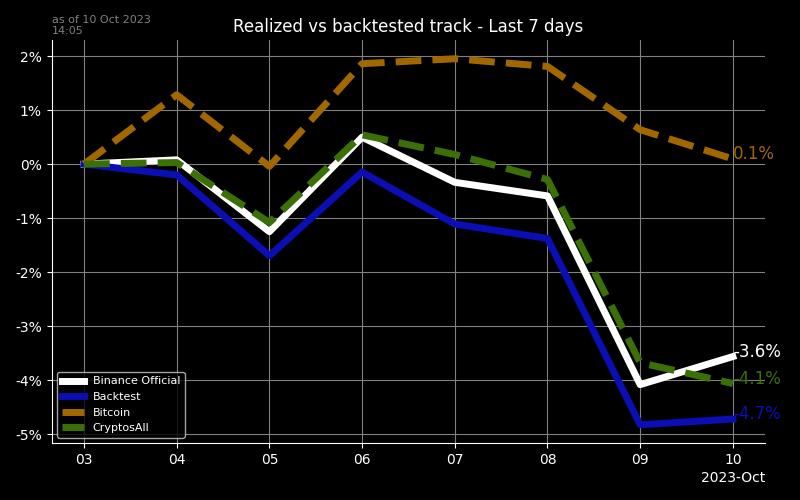 as of 10 Oct 2023
14:05
Realized vs backtested track - Last 7 days
2%
1%
0%
-1%
-2%
-3%
-4%
-5%
0.1%
-3.6%
-4.1%
-4.7%
Binance Official
Backtest
Bitcoin
CryptosAll
03 04 05 06 07 08 09 10
2023-Oct